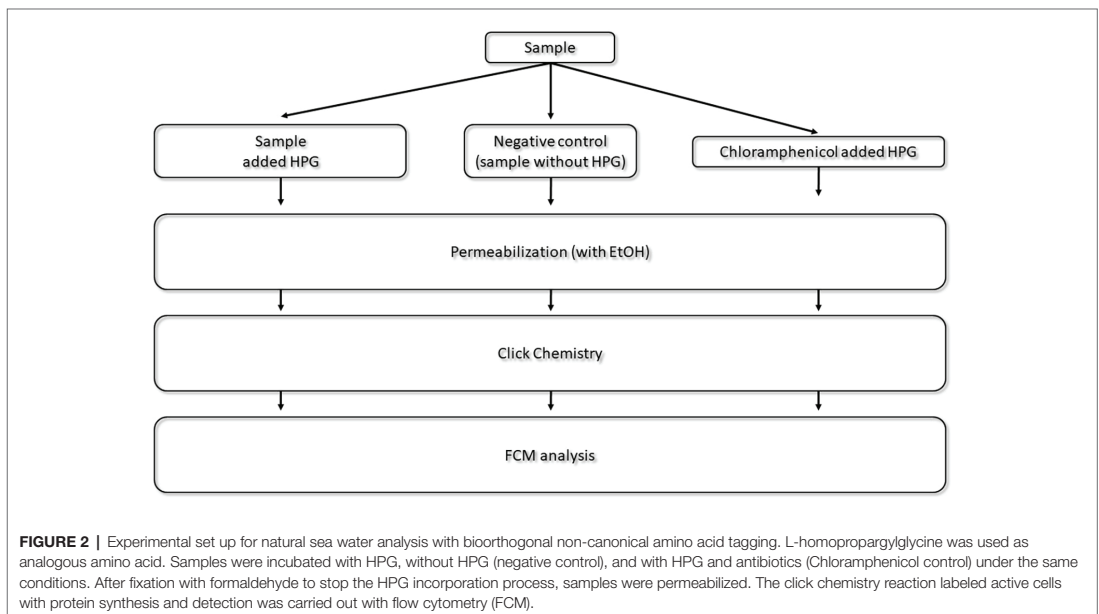 Sample
Sample
added HPG
Negative control
(sample without HPG)
Chloramphenicol added HPG
Permeabilization (with EtOH)
Click Chemistry
FCM analysis
FIGURE 2 | Experimental set up for natural sea water analysis with bioorthogonal non-canonical amino acid tagging. L-homopropargylglycine was used as
analogous amino acid. Samples were incubated with HPG, without HPG (negative control), and with HPG and antibiotics (Chloramphenicol control) under the same
conditions. After fixation with formaldehyde to stop the HPG incorporation process, samples were permeabilized. The click chemistry reaction labeled active cells
with protein synthesis and detection was carried out with flow cytometry (FCM).